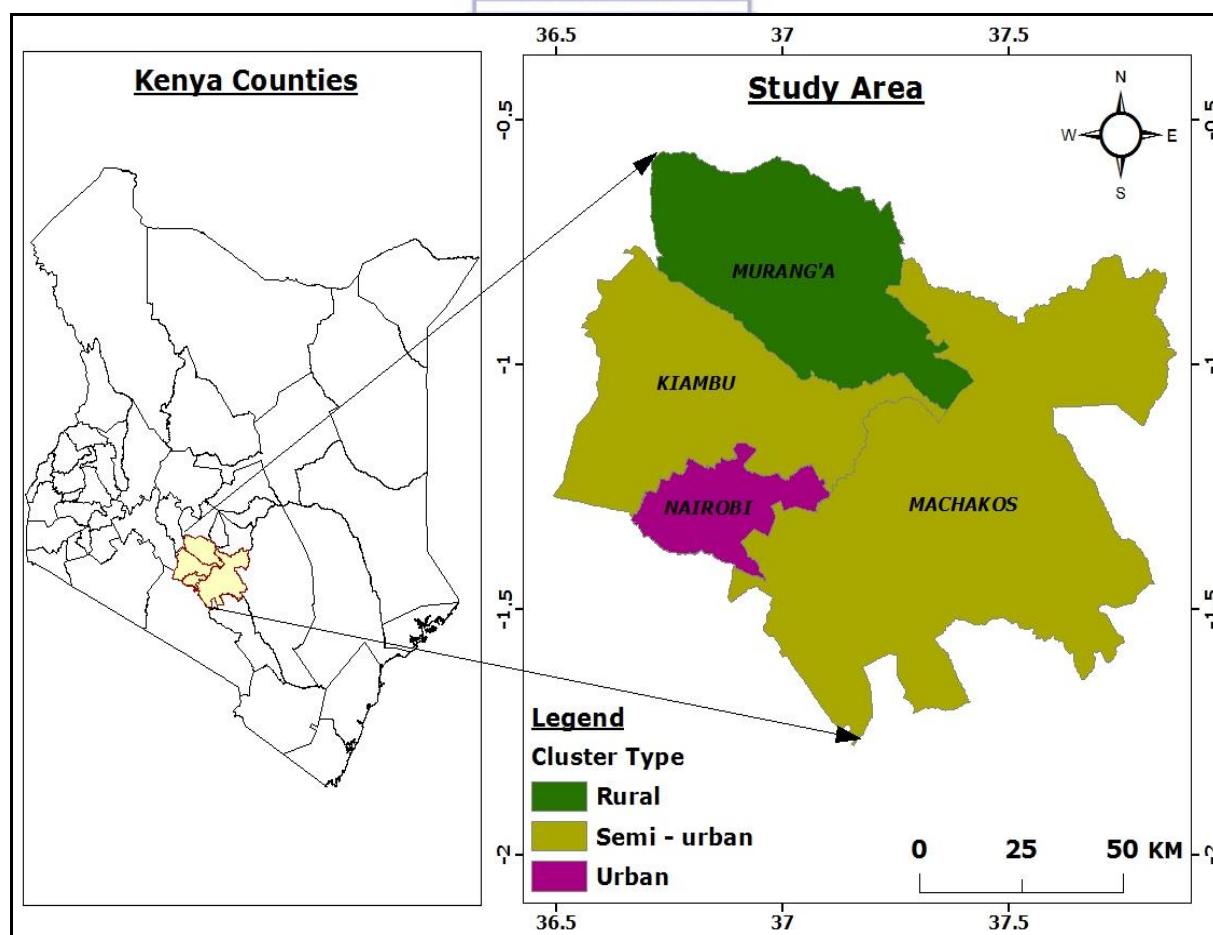 Kenya Counties
36.5
37
37.5
Study Area
N
W
E
S
-0.5
-0.5
MURANG'A
-1
-1
KIAMBU
NAIROBI
MACHAKOS
-1.5
-1.5
Legend
Cluster Type
Rural
Semi - urban
Urban
0 25 50 KM
-2
-2
36.5
37
37.5